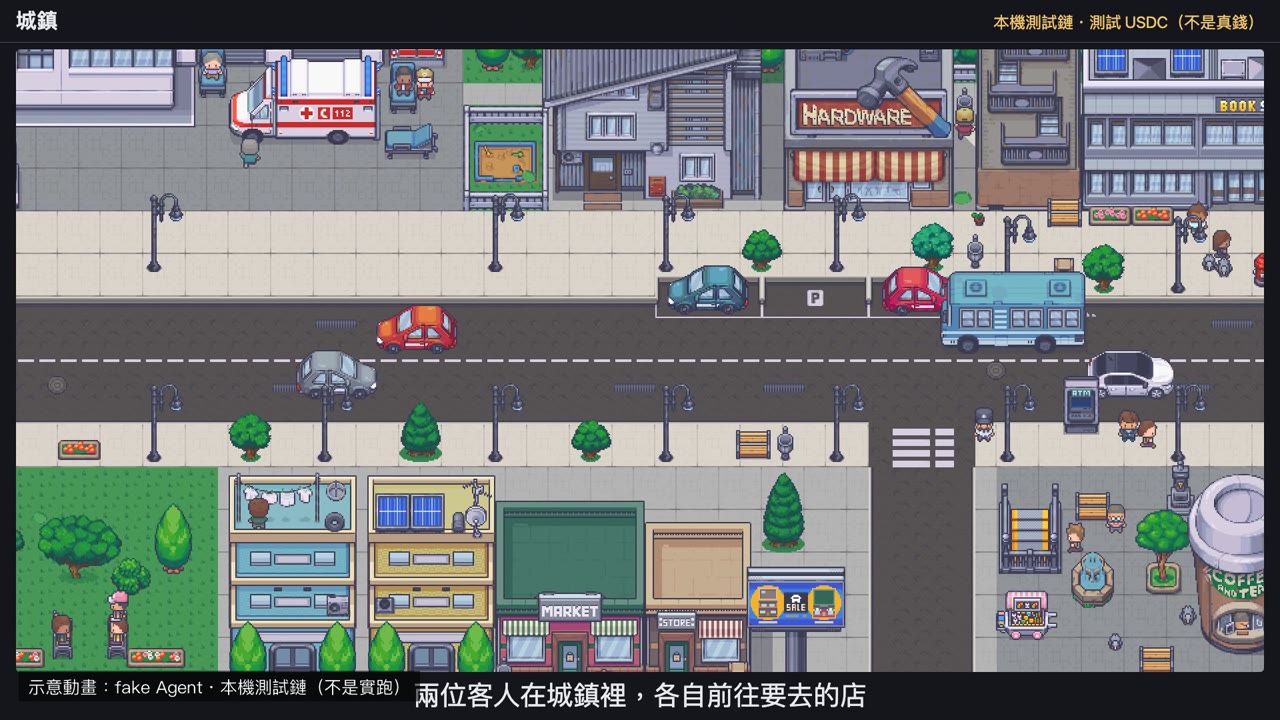 城鎮
本機測試鏈·測試 USDC（不是真錢）
112
HARDWARE
BOOK
P
ATM
MARKET
STORE
SALE
COFFEE
AND TEA
示意動畫：fake Agent·本機測試鏈（不是實跑）
兩位客人在城鎮裡，各自前往要去的店